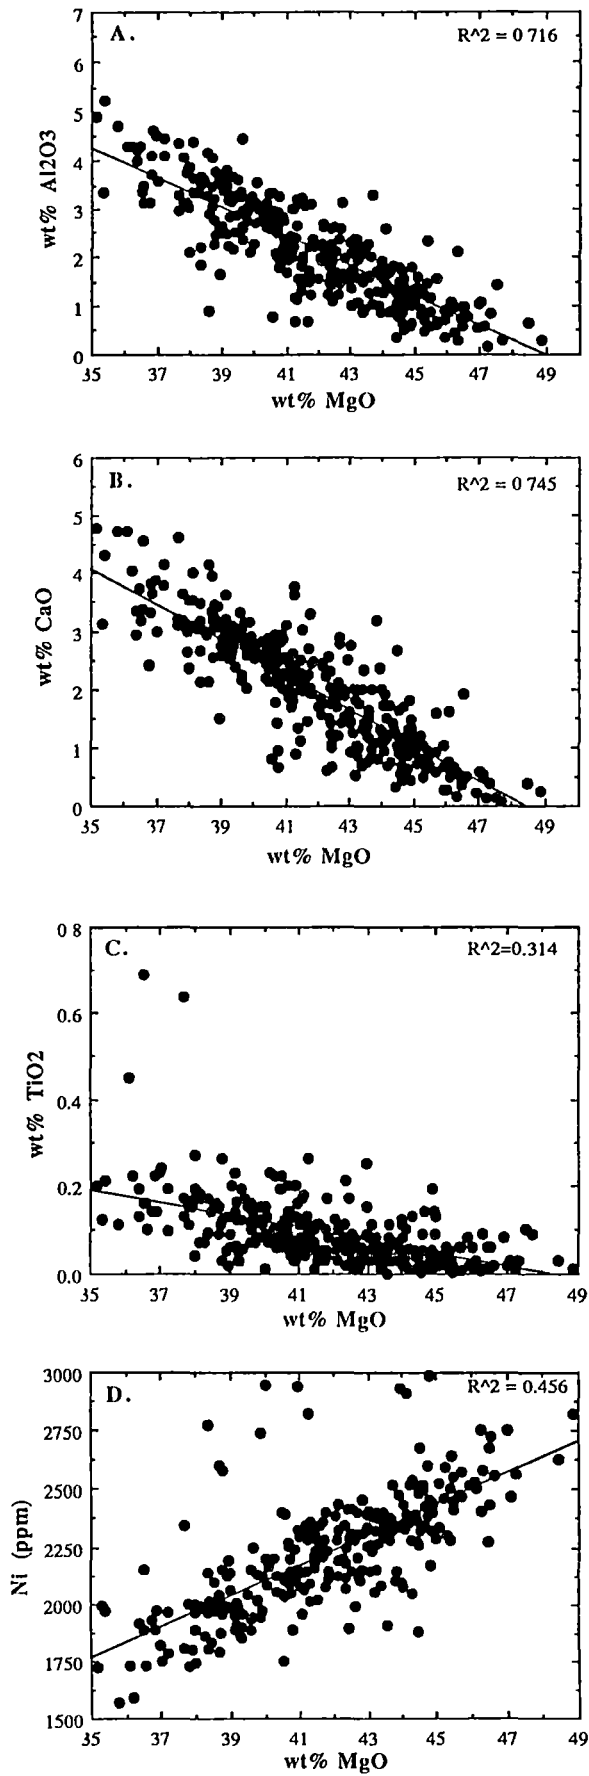 A.
R^2 = 0 716
7
6
5
4
3
2
1
0
wt% Al2O3
35 37 39 41 43 45 47 49
wt% MgO
B.
R^2 = 0 745
6
5
4
3
2
1
0
wt% CaO
35 37 39 41 43 45 47 49
wt% MgO
C.
R^2=0.314
0 8
0.6
0.4
0.2
0.0
wt% TiO2
35 37 39 41 43 45 47 49
wt% MgO
D.
R^2 = 0.456
3000
2750
2500
2250
2000
1750
1500
Ni (ppm)
35 37 39 41 43 45 47 49
wt% MgO